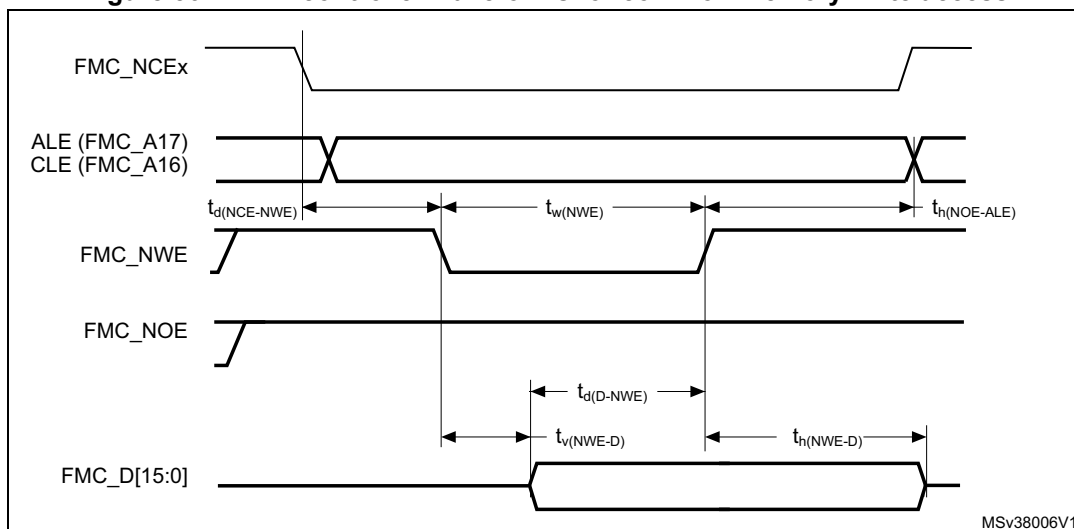 FMC_NCEx
ALE (FMC_A17)
CLE (FMC_A16)
td(NCE-NWE)
tw(NWE)
th(NOE-ALE)
FMC_NWE
FMC_NOE
td(D-NWE)
tv(NWE-D)
th(NWE-D)
FMC_D[15:0]
MSv38006V1